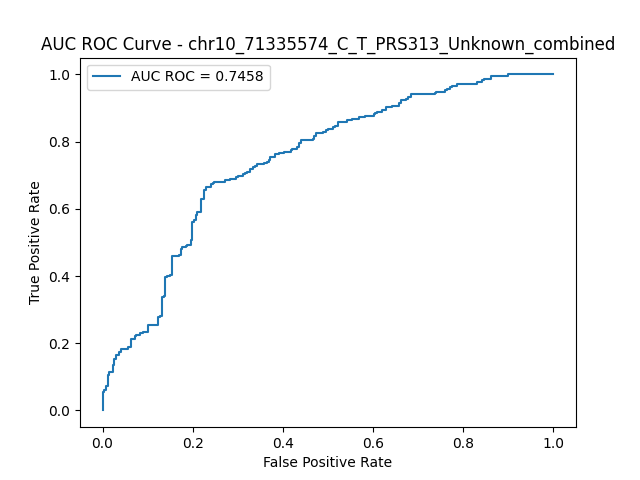 AUC ROC Curve - chr10_71335574_C_T_PRS313_Unknown_combined
AUC ROC = 0.7458
1.0
0.8
0.6
0.4
0.2
0.0
True Positive Rate
0.0 0.2 0.4 0.6 0.8 1.0
False Positive Rate